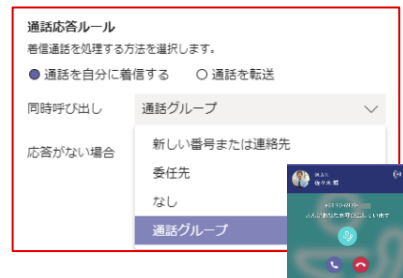 通話応答ルール
着信通話を処理する方法を選択します。
通話を自分に着信する 通話を転送
同時呼び出し 通話グループ
応答がない場合
新しい番号または連絡先
委任先
なし
通話グループ